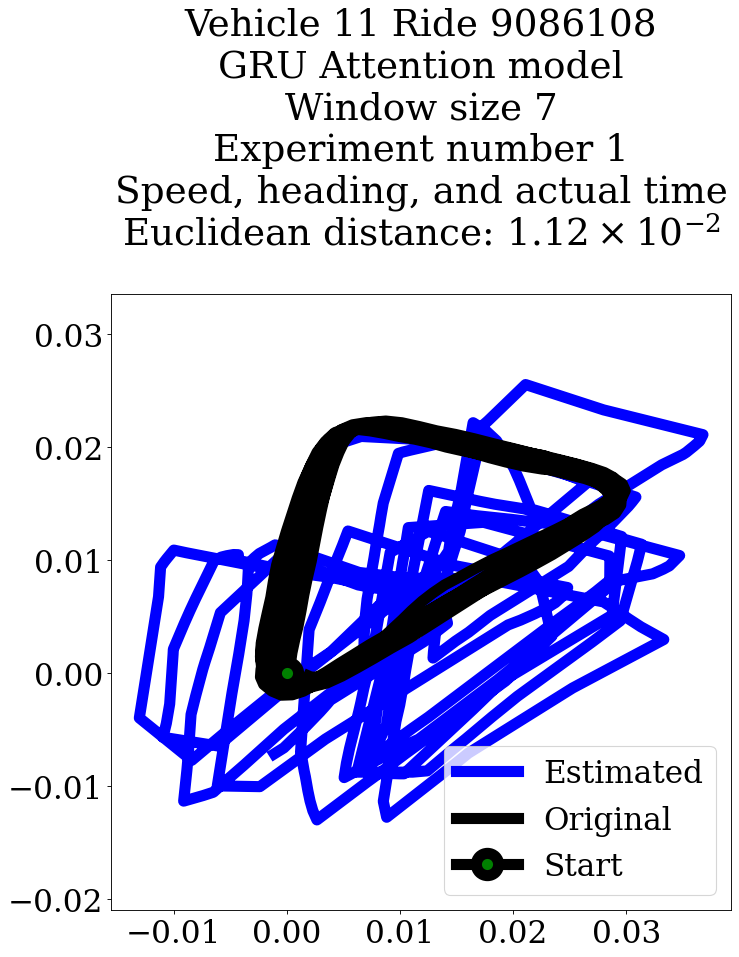 Vehicle 11 Ride 9086108
GRU Attention model
Window size 7
Experiment number 1
Speed, heading, and actual time
Euclidean distance: 1.12 × 10⁻²
0.03
0.02
0.01
0.00
−0.01
−0.02
Estimated
Original
Start
−0.01 0.00 0.01 0.02 0.03